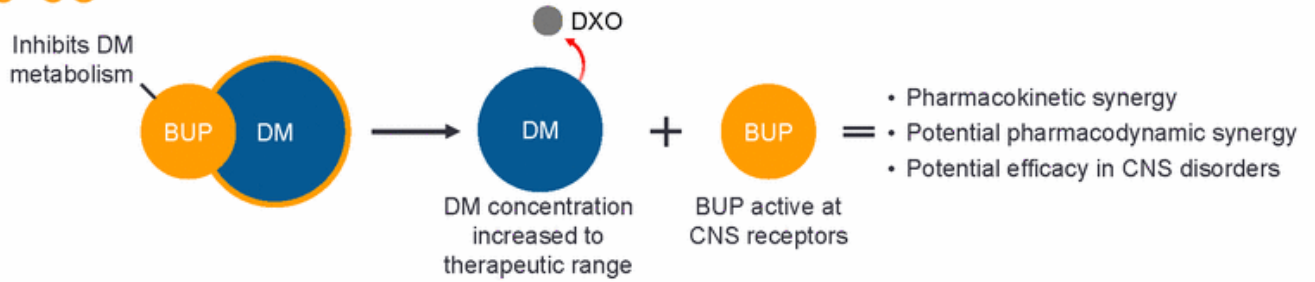 Inhibits DM
metabolism
BUP
DM
DXO
DM
DM concentration
increased to
therapeutic range
+
BUP
BUP active at
CNS receptors
=
• Pharmacokinetic synergy
• Potential pharmacodynamic synergy
• Potential efficacy in CNS disorders